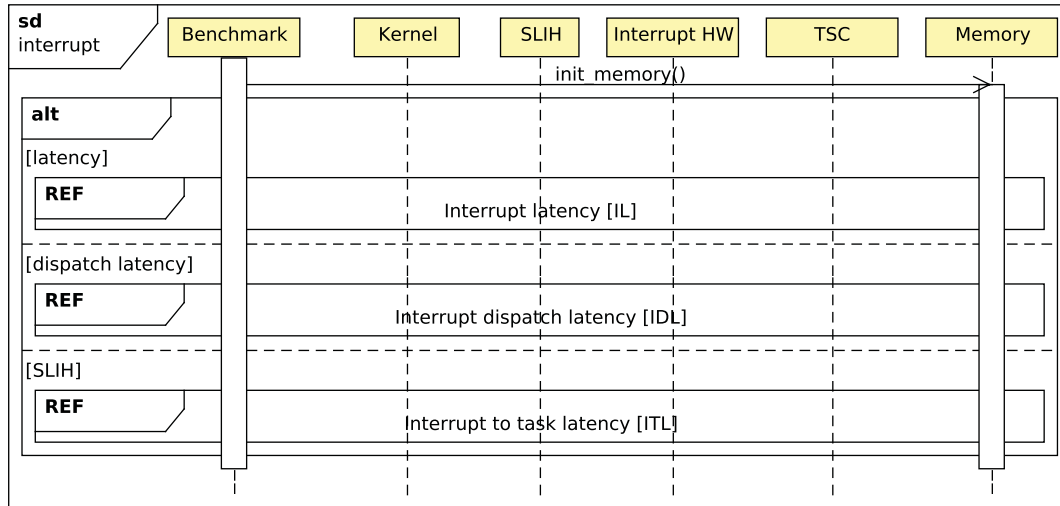 sd
interrupt
Benchmark
Kernel
SLIH
Interrupt HW
TSC
Memory
init_memory()
alt
[latency]
REF
Interrupt latency [IL]
[dispatch latency]
REF
Interrupt dispatch latency [IDL]
[SLIH]
REF
Interrupt to task latency [ITL]